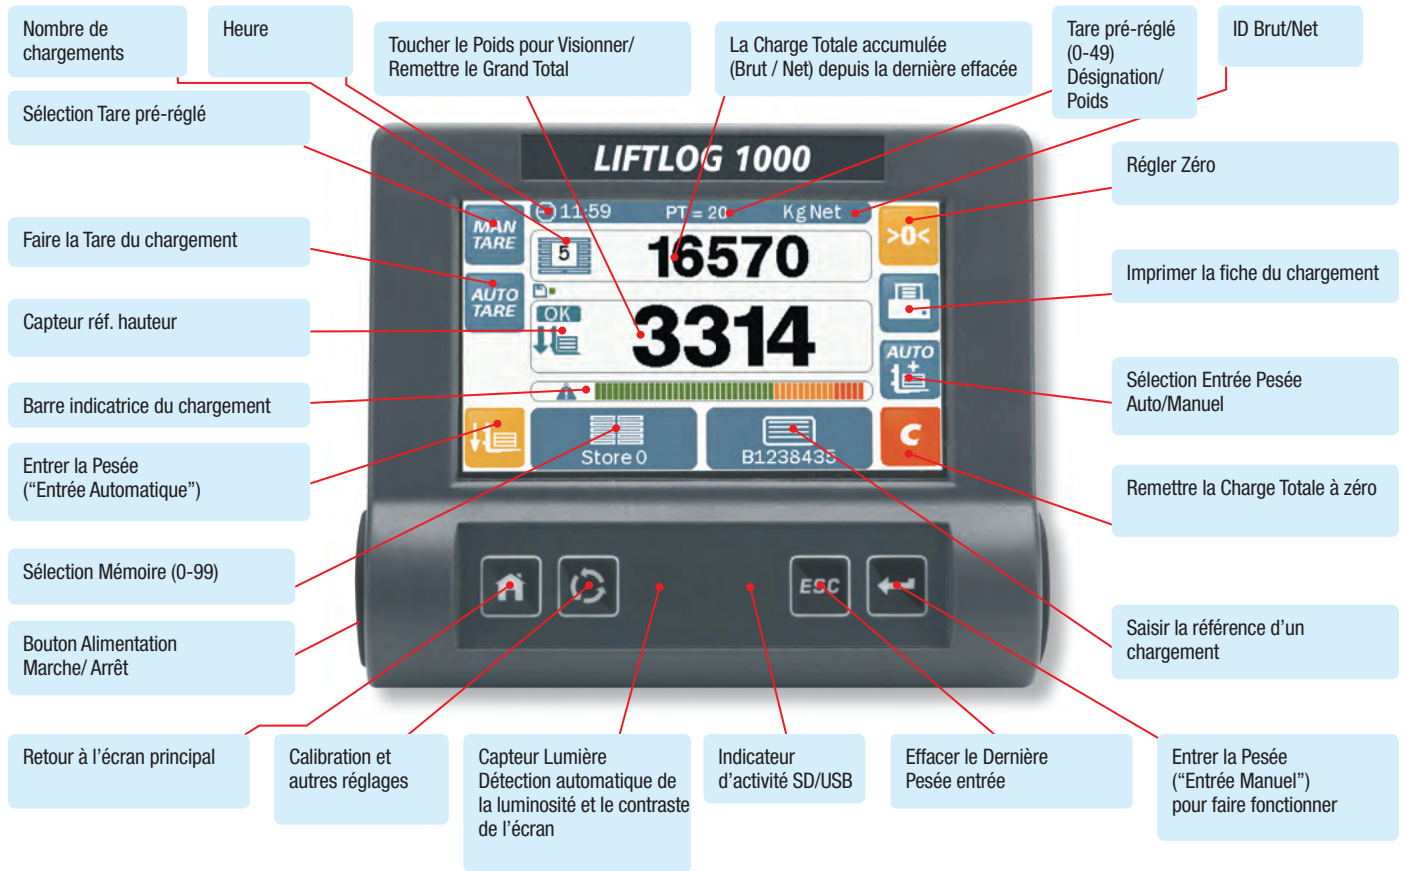 Nombre de
chargements
Heure
Toucher le Poids pour Visionner/
Remettre le Grand Total
La Charge Totale accumulée
(Brut / Net) depuis la dernière effacée
Tare pré-réglé
(0-49)
Désignation/
Poids
ID Brut/Net
Sélection Tare pré-réglé
Faire la Tare du chargement
Capteur réf. hauteur
Barre indicatrice du chargement
Entrer la Pesée
(“Entrée Automatique”)
Sélection Mémoire (0-99)
Bouton Alimentation
Marche/ Arrêt
LIFTLOG 1000
MAN
TARE
11:59
PT = 20
KgNet
>0<
5
16570
AUTO
TARE
OK
3314
AUTO
Store 0
B1238435
C
ESC
Régler Zéro
Imprimer la fiche du chargement
Sélection Entrée Pesée
Auto/Manuel
Remettre la Charge Totale à zéro
Saisir la référence d’un
chargement
Retour à l’écran principal
Calibration et
autres réglages
Capteur Lumière
Détection automatique de
la luminosité et le contraste
de l’écran
Indicateur
d’activité SD/USB
Effacer le Dernière
Pesée entrée
Entrer la Pesée
(“Entrée Manuel”)
pour faire fonctionner